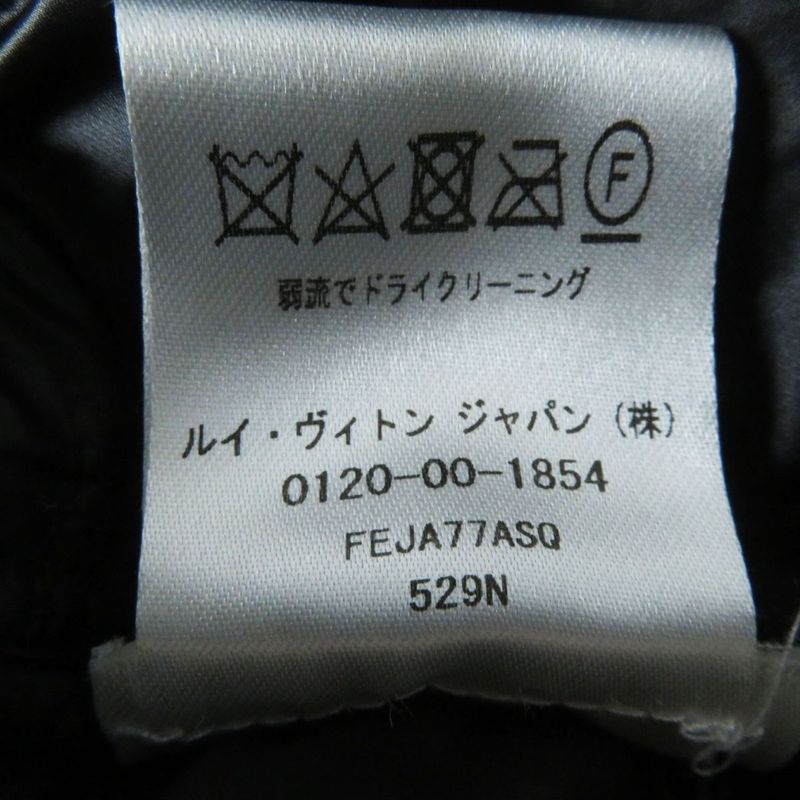 F
弱流でドライクリーニング
ルイ・ヴィトン ジャパン (株)
0120-00-1854
FEJA77ASQ
529N